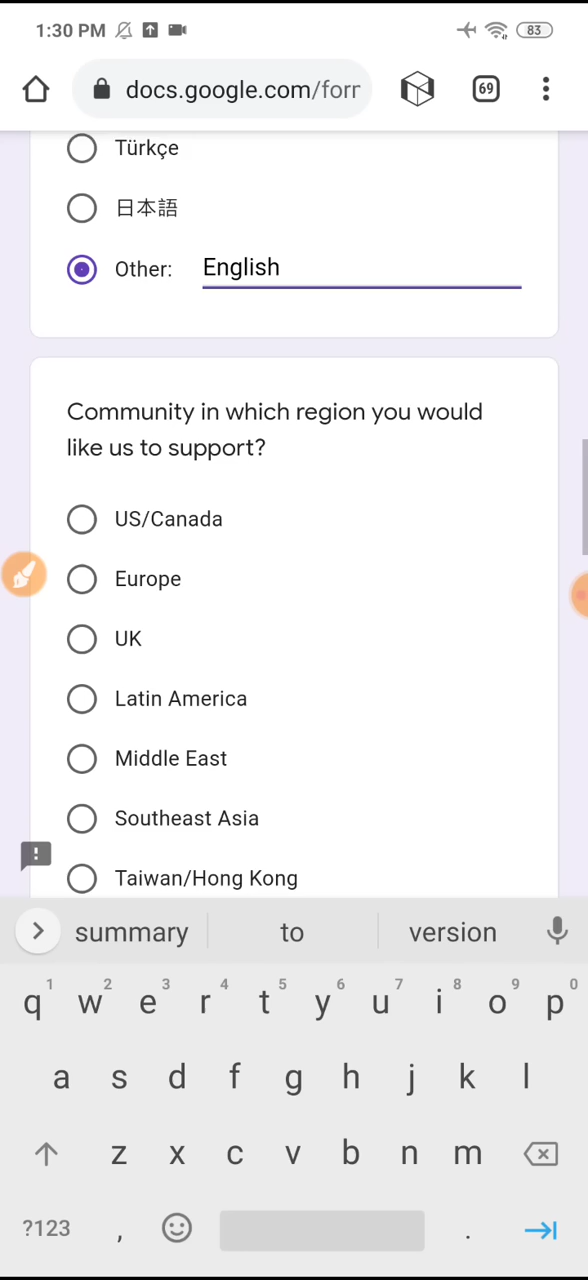 1:30 PM
83
docs.google.com/forr
69
Türkçe
日本語
Other: English
Community in which region you would
like us to support?
US/Canada
Europe
UK
Latin America
Middle East
Southeast Asia
Taiwan/Hong Kong
summary to version
1 2 3 4 5 6 7 8 9 0
q w e r t y u i o p
a s d f g h j k l
z x c v b n m
?123 , .